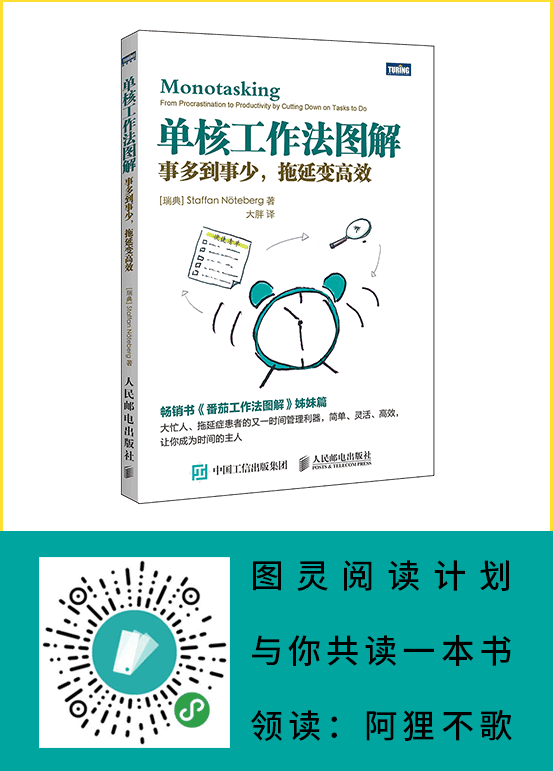 TURING
Monotasking
From Procrastination to Productivity by Cutting Down on Tasks to Do
单核工作法图解
事多到事少，拖延变高效
[瑞典] Staffan Nöteberg 著
大胖 译
快读清单
畅销书《番茄工作法图解》姊妹篇
大忙人、拖延症患者的又一时间管理利器，简单、灵活、高效，
让你成为时间的主人
中国工信出版集团
人民邮电出版社
POSTS & TELECOM PRESS
TURING
单核工作法图解
事多到事少，拖延变高效
[瑞典] Staffan Nöteberg 著
人民邮电出版社
图灵阅读计划
与你共读一本书
领读：阿狸不歌